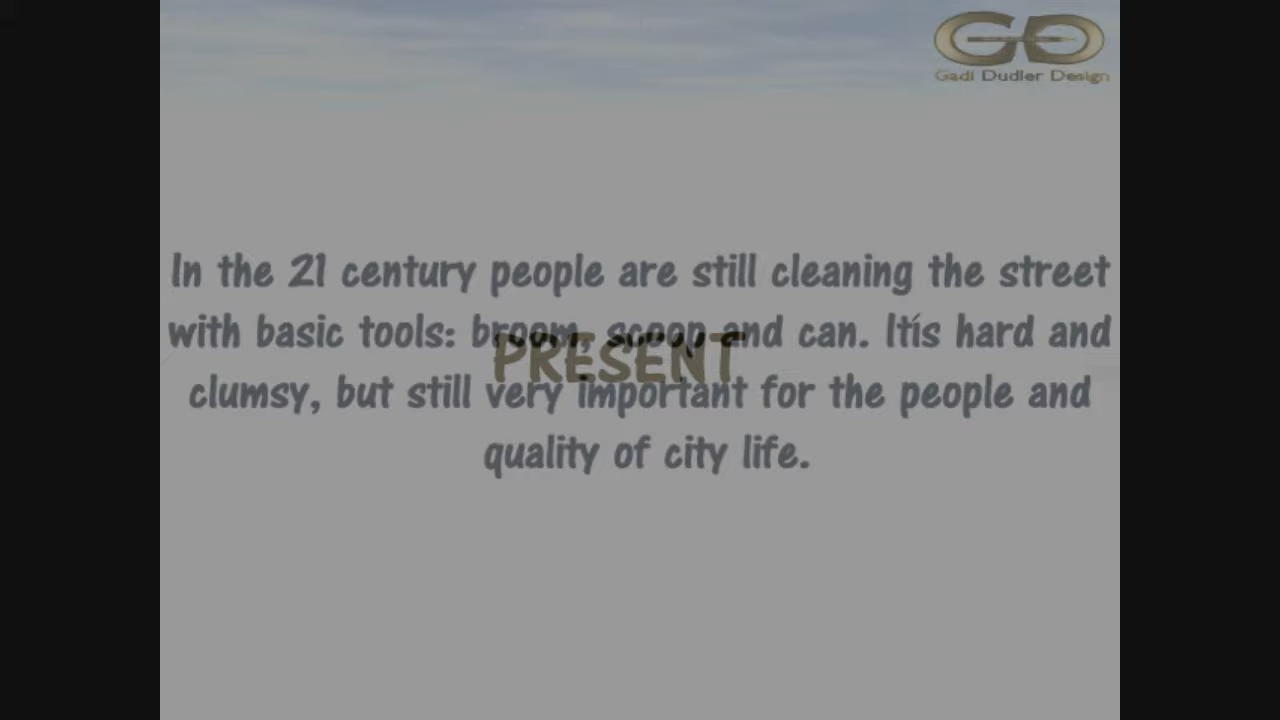 GD
Gadi Dudler Design
In the 21 century people are still cleaning the street
with basic tools: broom, scoop and can. Itís hard and
PRESENT
clumsy, but still very important for the people and
quality of city life.